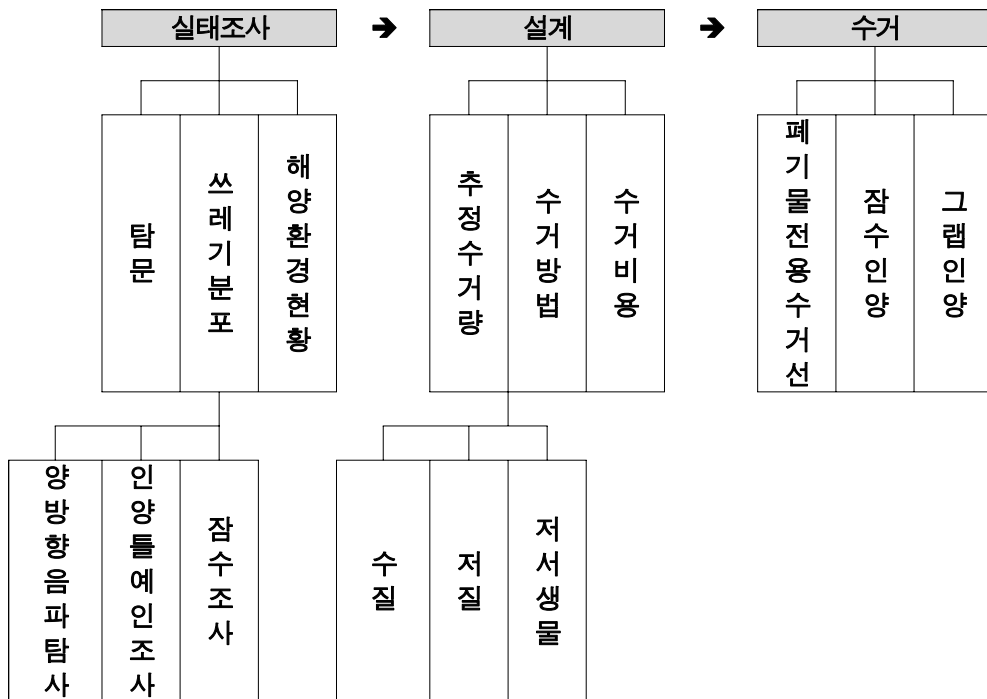 실태조사 ➔ 설계 ➔ 수거
탐문
쓰레기분포
해양환경현황
추정수거량
수거방법
수거비용
폐기물전용수거선
잠수인양
그랩인양
양방향음파탐사
인양틀예인조사
잠수조사
수질
저질
저서생물